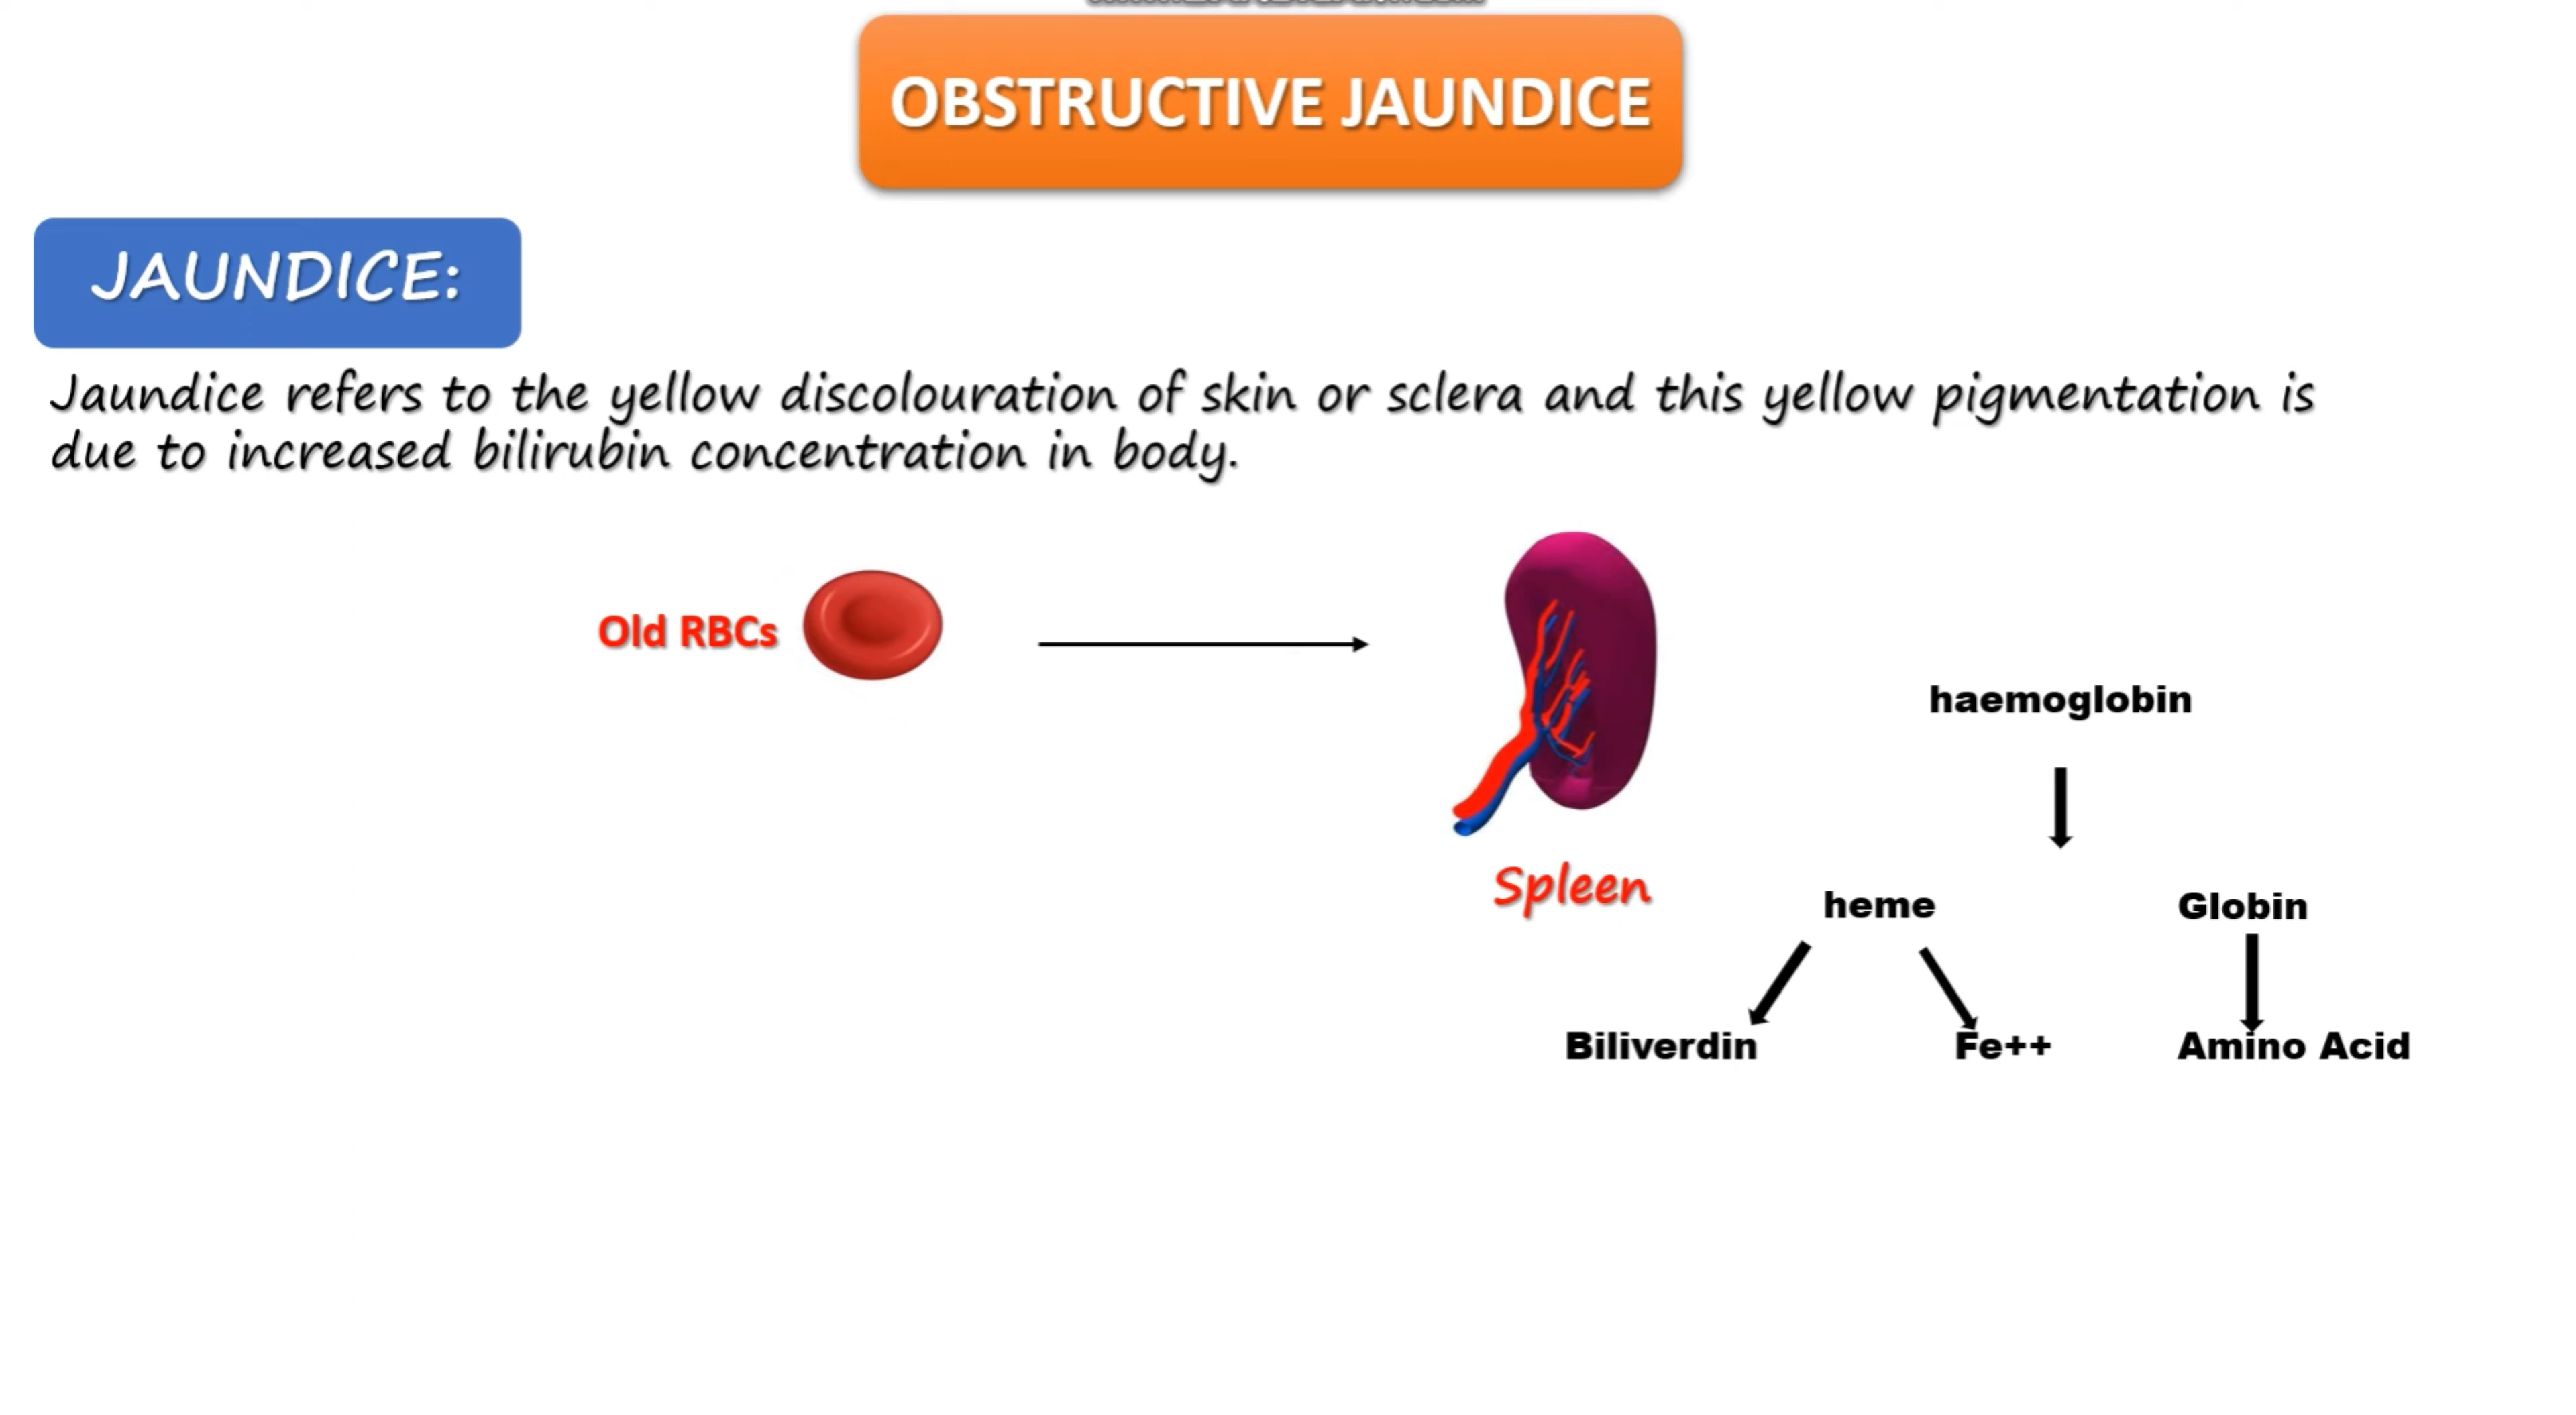 OBSTRUCTIVE JAUNDICE
JAUNDICE:
Jaundice refers to the yellow discolouration of skin or sclera and this yellow pigmentation is
due to increased bilirubin concentration in body.
Old RBCs
haemoglobin
Spleen
heme
Globin
Biliverdin
Fe++
Amino Acid